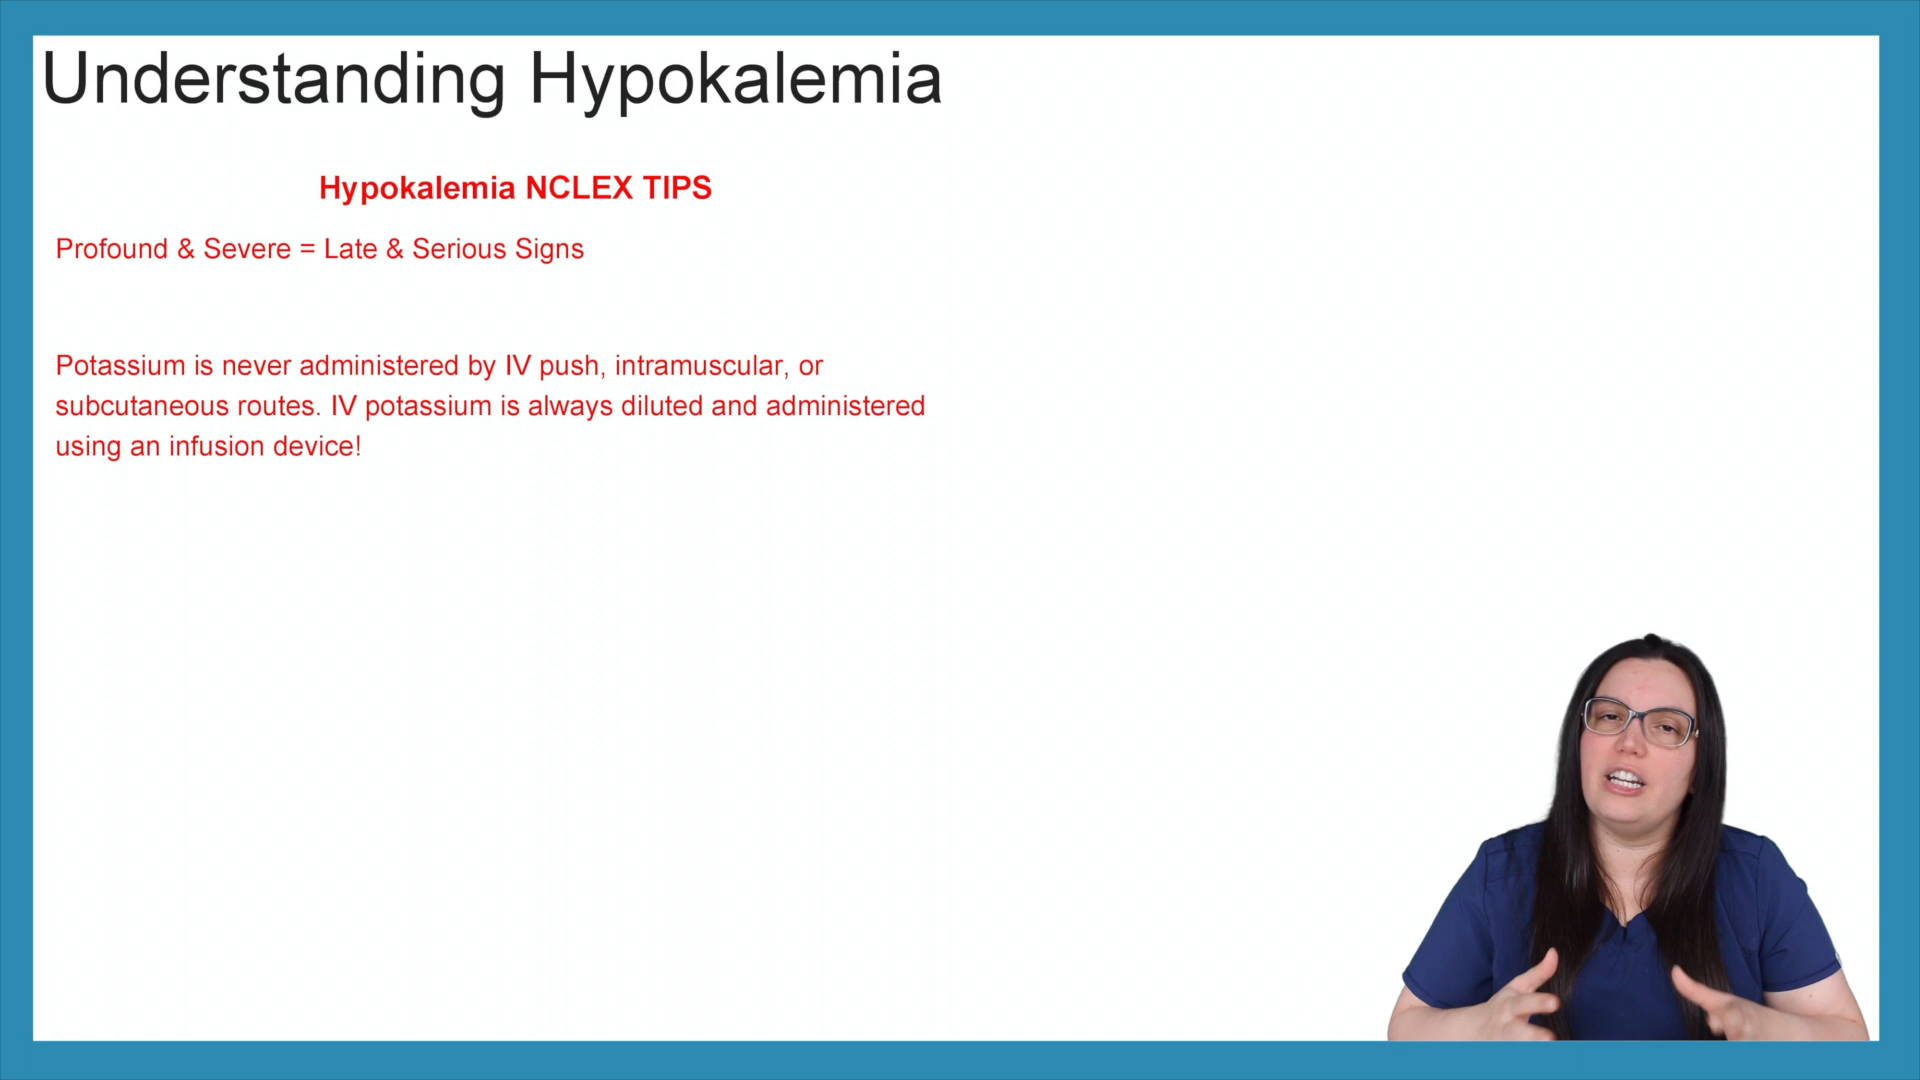 Understanding Hypokalemia
Hypokalemia NCLEX TIPS
Profound & Severe = Late & Serious Signs
Potassium is never administered by IV push, intramuscular, or
subcutaneous routes. IV potassium is always diluted and administered
using an infusion device!